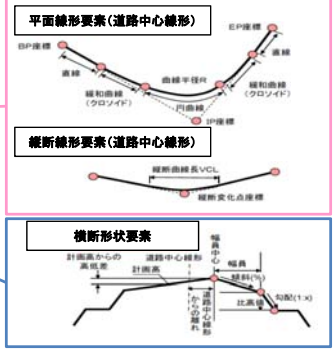 平面線形要素(道路中心線形)
EP座標
BP座標
直線
直線
曲線半径R
緩和曲線
(クロソイド)
緩和曲線
(クロソイド)
円曲線
IP座標
縦断線形要素(道路中心線形)
縦断曲線長VCL
縦断変化点座標
横断形状要素
幅員中心
計画高からの
高低差
道路中心線形
幅員
計画高
傾斜(%)
道路中心線形
からの離れ
勾配(1:x)
比高値